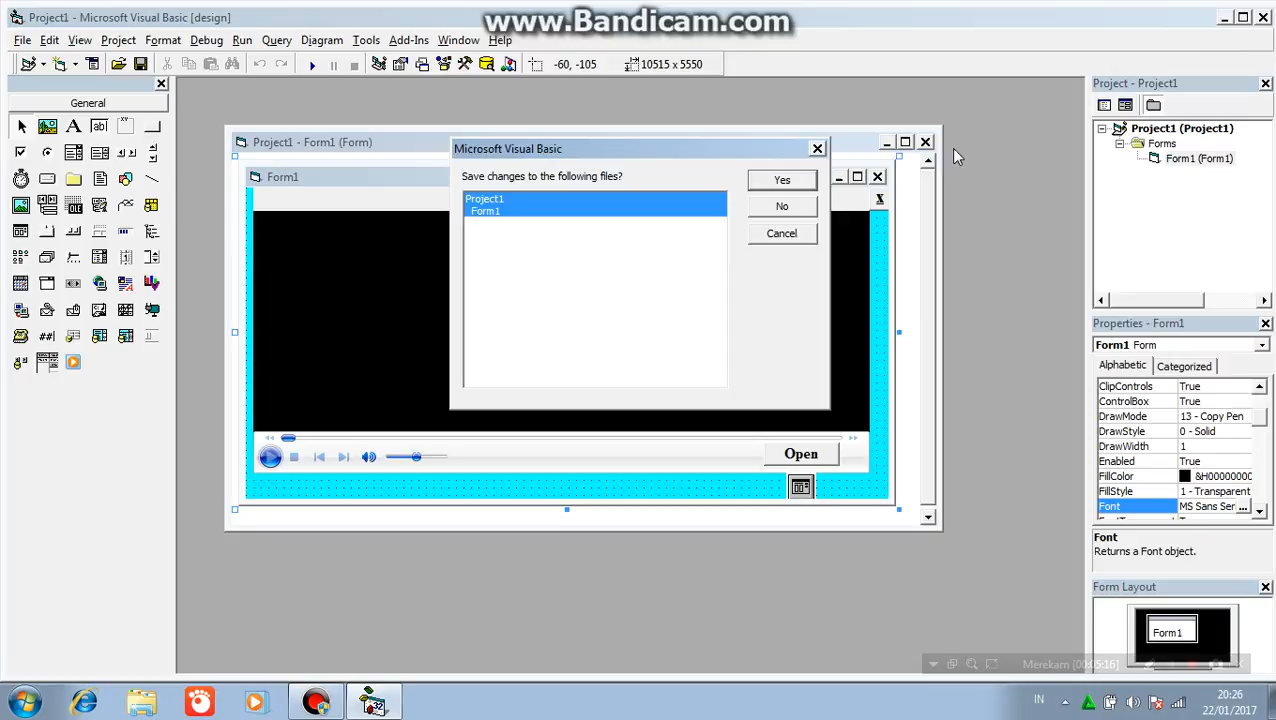 www.Bandicam.com
Project1 - Microsoft Visual Basic [design]
File Edit View Project Format Debug Run Query Diagram Tools Add-Ins Window Help
-60, -105
10515 x 5550
General
Project1 - Form1 (Form)
Form1
X
Open
Microsoft Visual Basic
Save changes to the following files?
Project1
Form1
Yes
No
Cancel
Project - Project1
Project1 (Project1)
Forms
Form1 (Form1)
Properties - Form1
Form1 Form
Alphabetic Categorized
ClipControls True
ControlBox True
DrawMode 13 - Copy Pen
DrawStyle 0 - Solid
DrawWidth 1
Enabled True
FillColor &H00000000
FillStyle 1 - Transparent
Font MS Sans Ser ...
Font
Returns a Font object.
Form Layout
Form1
Merekam [00:05:16]
IN
20:26
22/01/2017